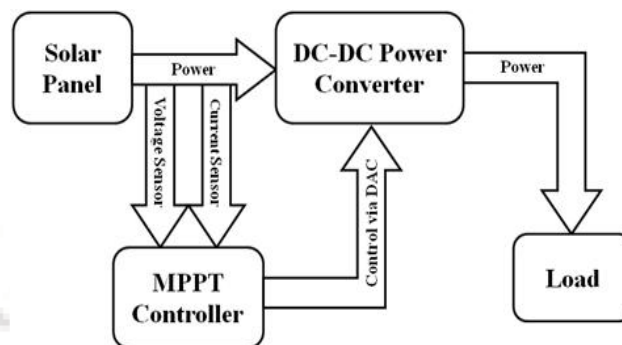 Solar
Panel
Power
DC-DC Power
Converter
Power
Voltage Sensor
Current Sensor
Control via DAC
MPPT
Controller
Load